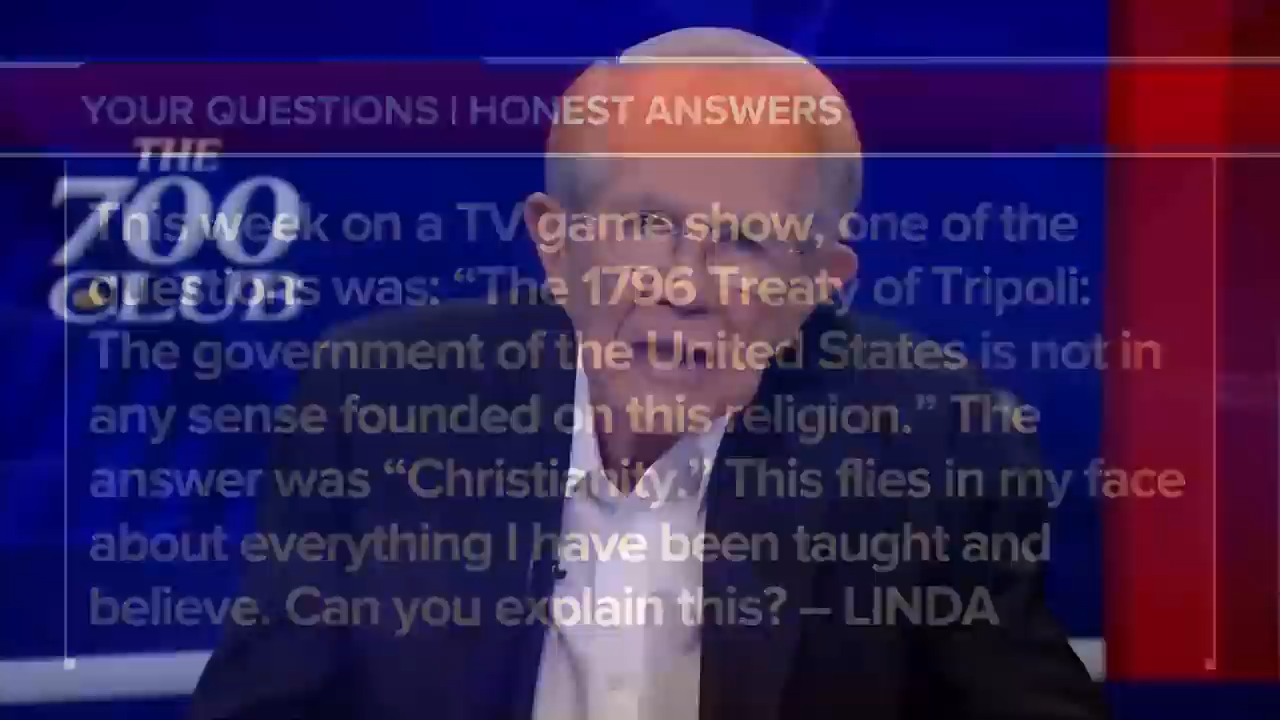 YOUR QUESTIONS | HONEST ANSWERS
THE
700
CLUB
This week on a TV game show, one of the
questions was: “The 1796 Treaty of Tripoli:
The government of the United States is not in
any sense founded on this religion.” The
answer was “Christianity.” This flies in my face
about everything I have been taught and
believe. Can you explain this? – LINDA